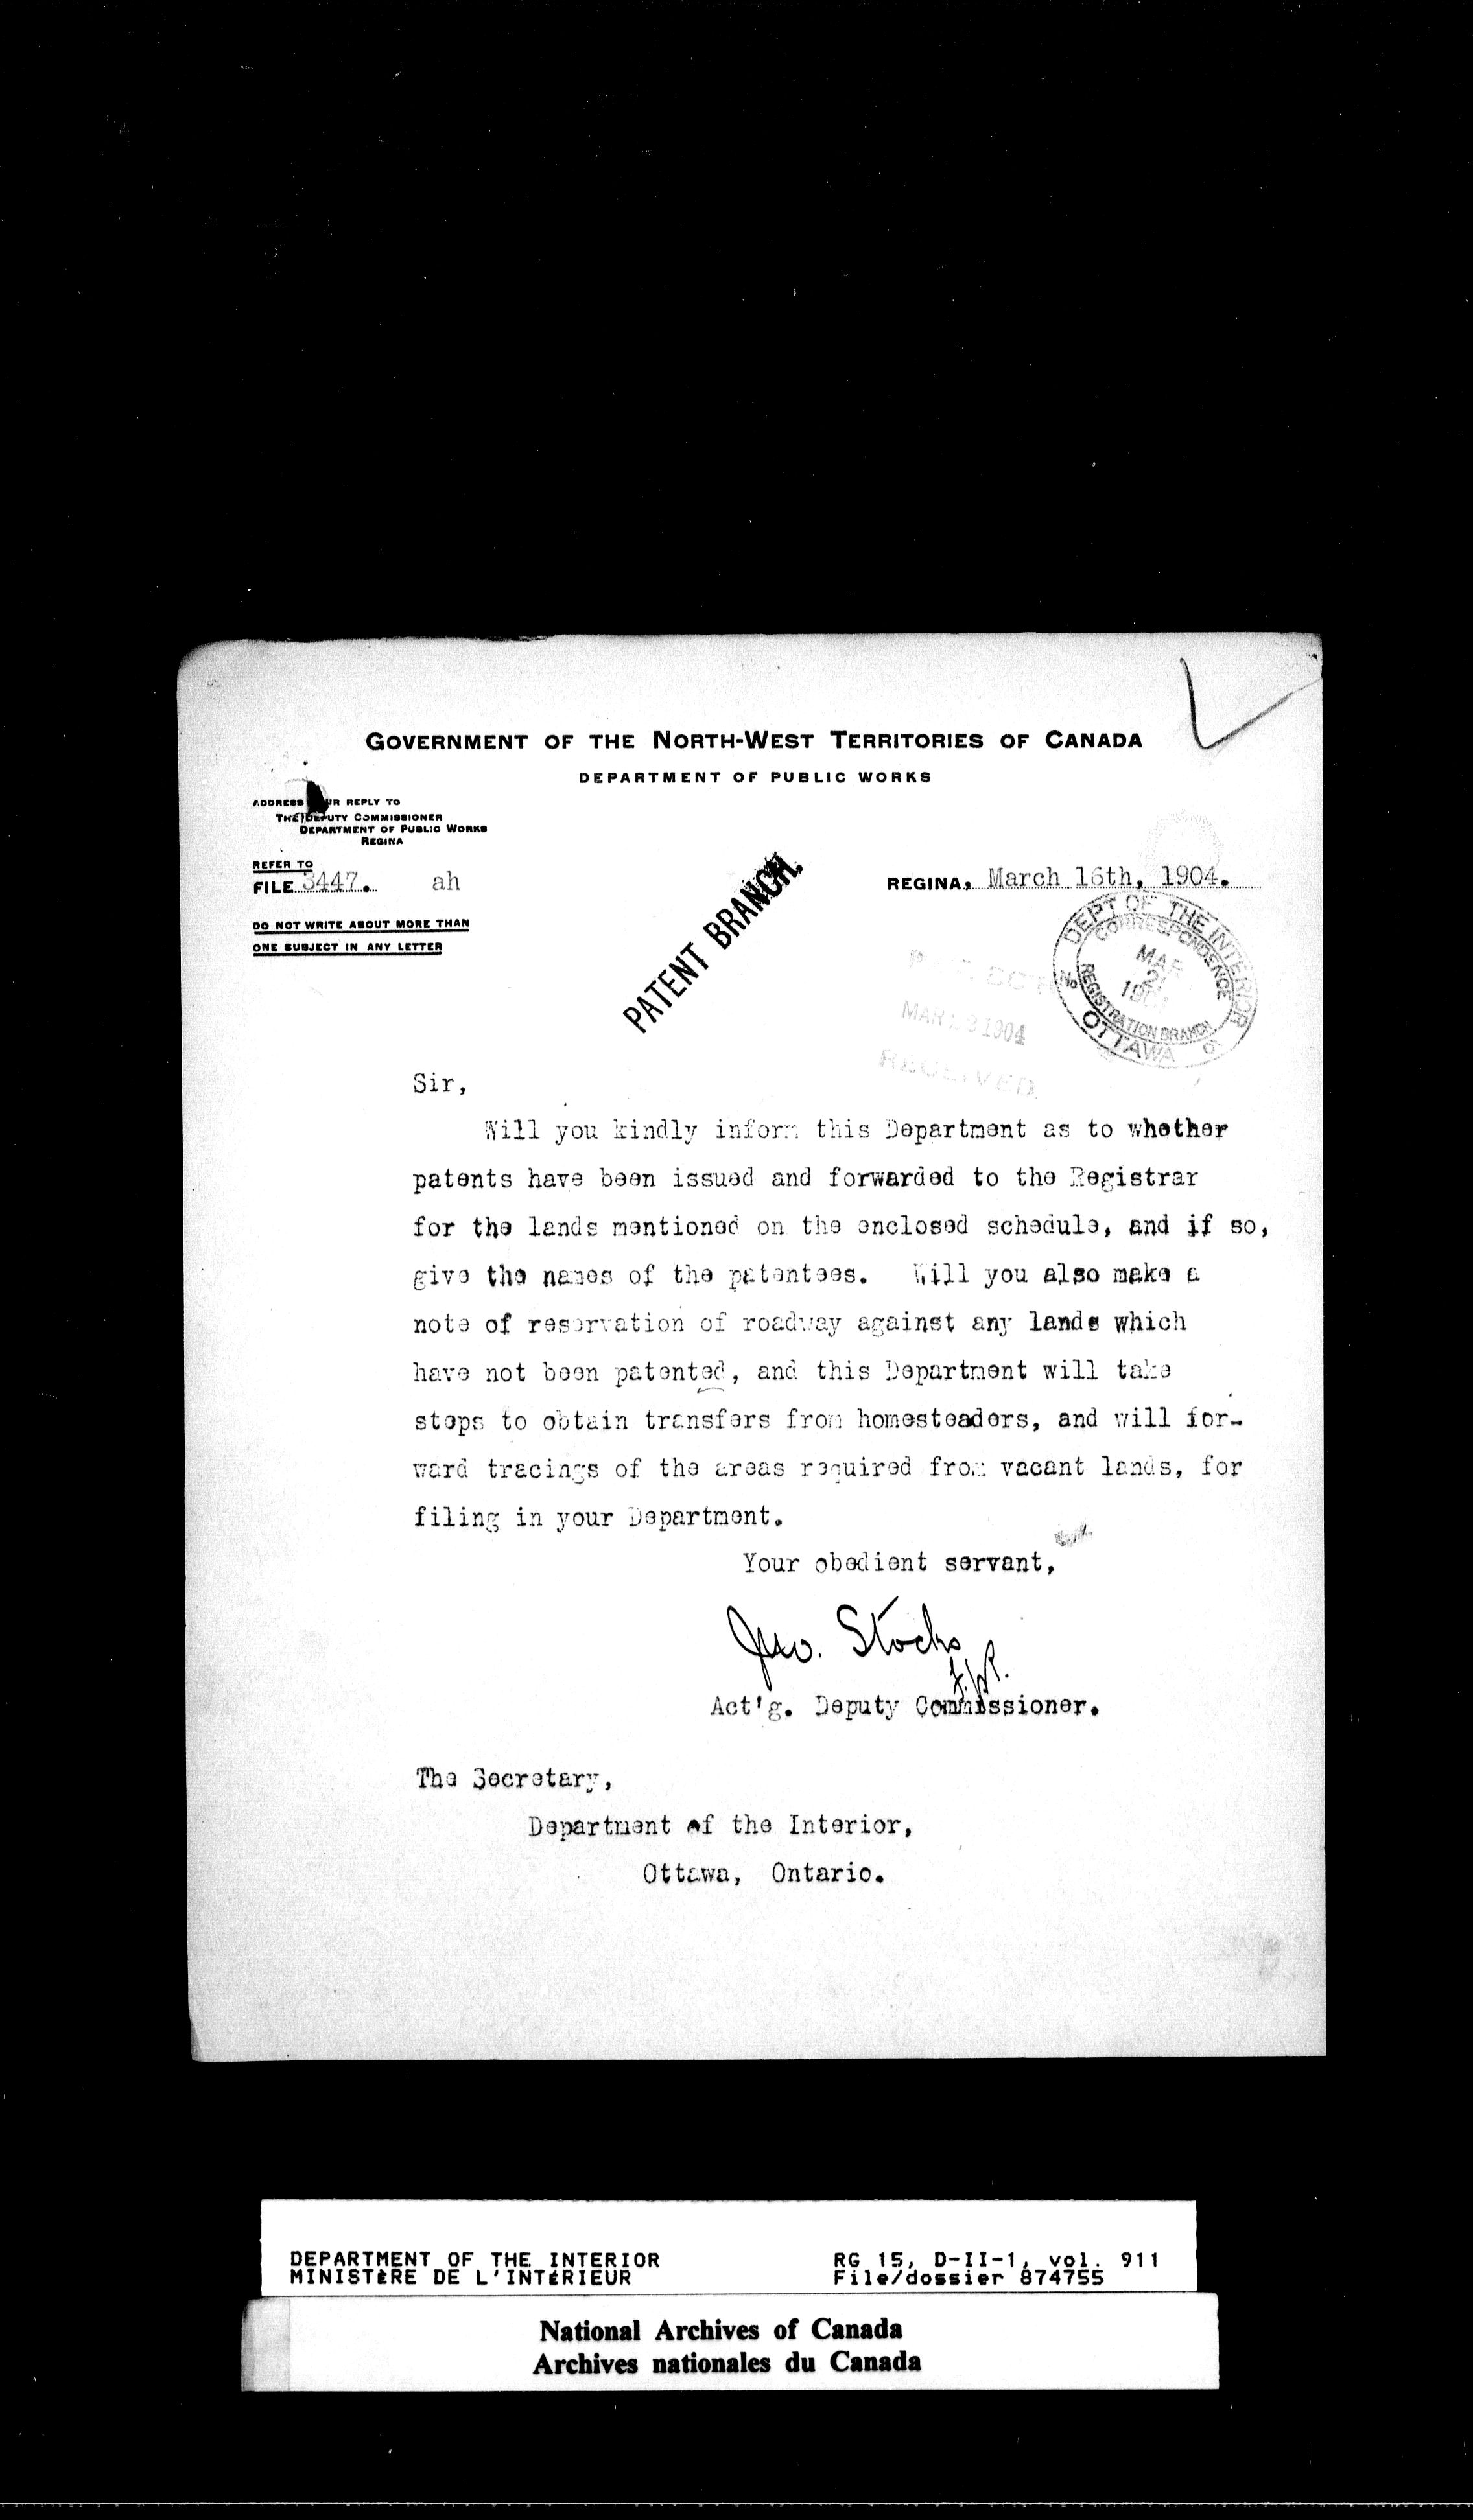 GOVERNMENT OF THE NORTH-WEST TERRITORIES OF CANADA
DEPARTMENT OF PUBLIC WORKS
ADDRESS UR REPLY TO
THE DEPUTY COMMISSIONER
DEPARTMENT OF PUBLIC WORKS
REGINA
REFER TO
FILE 3447. ah
REGINA, March 16th, 1904.
DO NOT WRITE ABOUT MORE THAN
ONE SUBJECT IN ANY LETTER
PATENT BRANCH.
DEPT OF THE INTERIOR
CORRESPONDENCE
MAR
21
REGISTRATION BRANCH
No
OTTAWA
MAR 23 1904
RECEIVED
Sir,
Will you kindly inform this Department as to whether
patents have been issued and forwarded to the Registrar
for the lands mentioned on the enclosed schedule, and if so,
give the names of the patentees. Will you also make a
note of reservation of roadway against any lands which
have not been patented, and this Department will take
steps to obtain transfers from homesteaders, and will for-
ward tracings of the areas required from vacant lands, for
filing in your Department.
Your obedient servant,
Jno. Stocks
Act'g. Deputy Commissioner.
The Secretary,
Department of the Interior,
Ottawa, Ontario.
DEPARTMENT OF THE INTERIOR
MINISTÈRE DE L'INTÉRIEUR
RG 15, D-II-1, vol. 911
File/dossier 874755
National Archives of Canada
Archives nationales du Canada